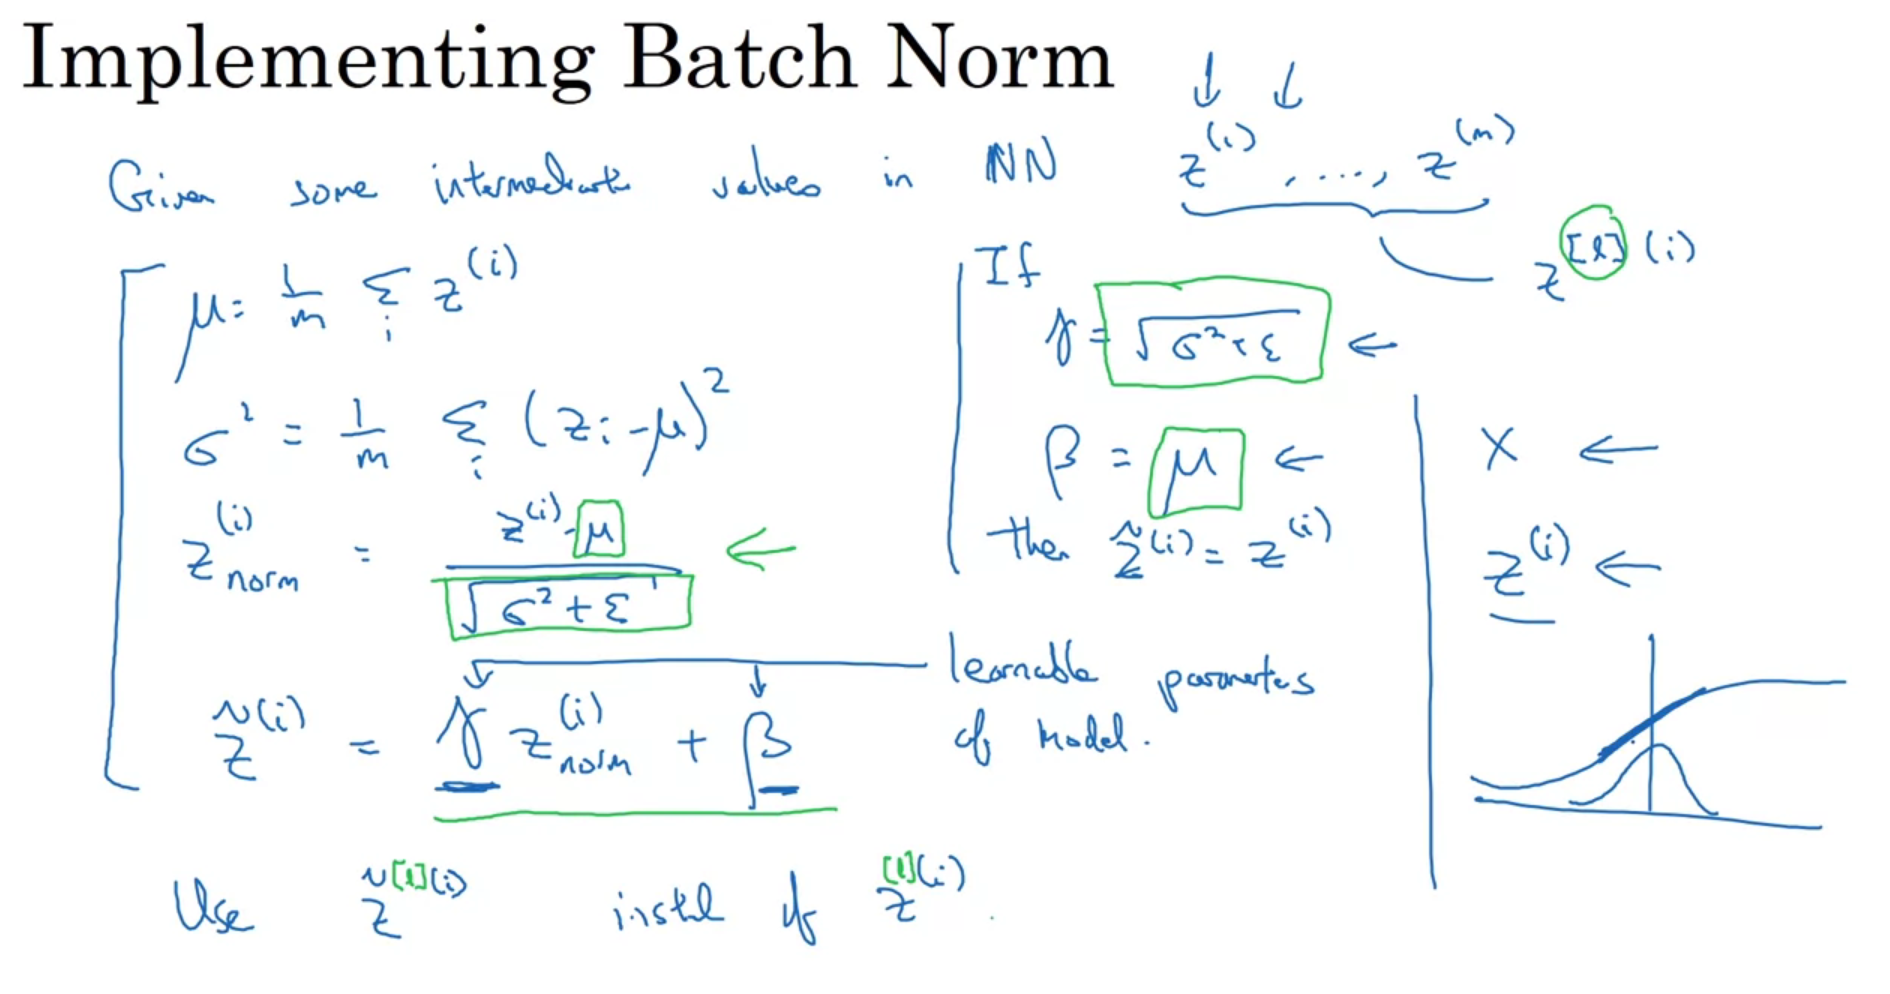 Implementing Batch Norm
Given some intermediate values in NN z^(i), ...., z^(m)
z^[l](i)
μ = 1/m Σ_i z^(i)
σ² = 1/m Σ_i (z_i - μ)²
z^(i)_norm = (z^(i) - μ) / √(σ² + ε)
z̃^(i) = γ z^(i)_norm + β
learnable parameters
of model.
If
γ = √(σ² + ε) ←
β = μ ←
then z̃^(i) = z^(i)
X ←
z^(i) ←
Use z̃^[l](i) instead of z^[l](i).